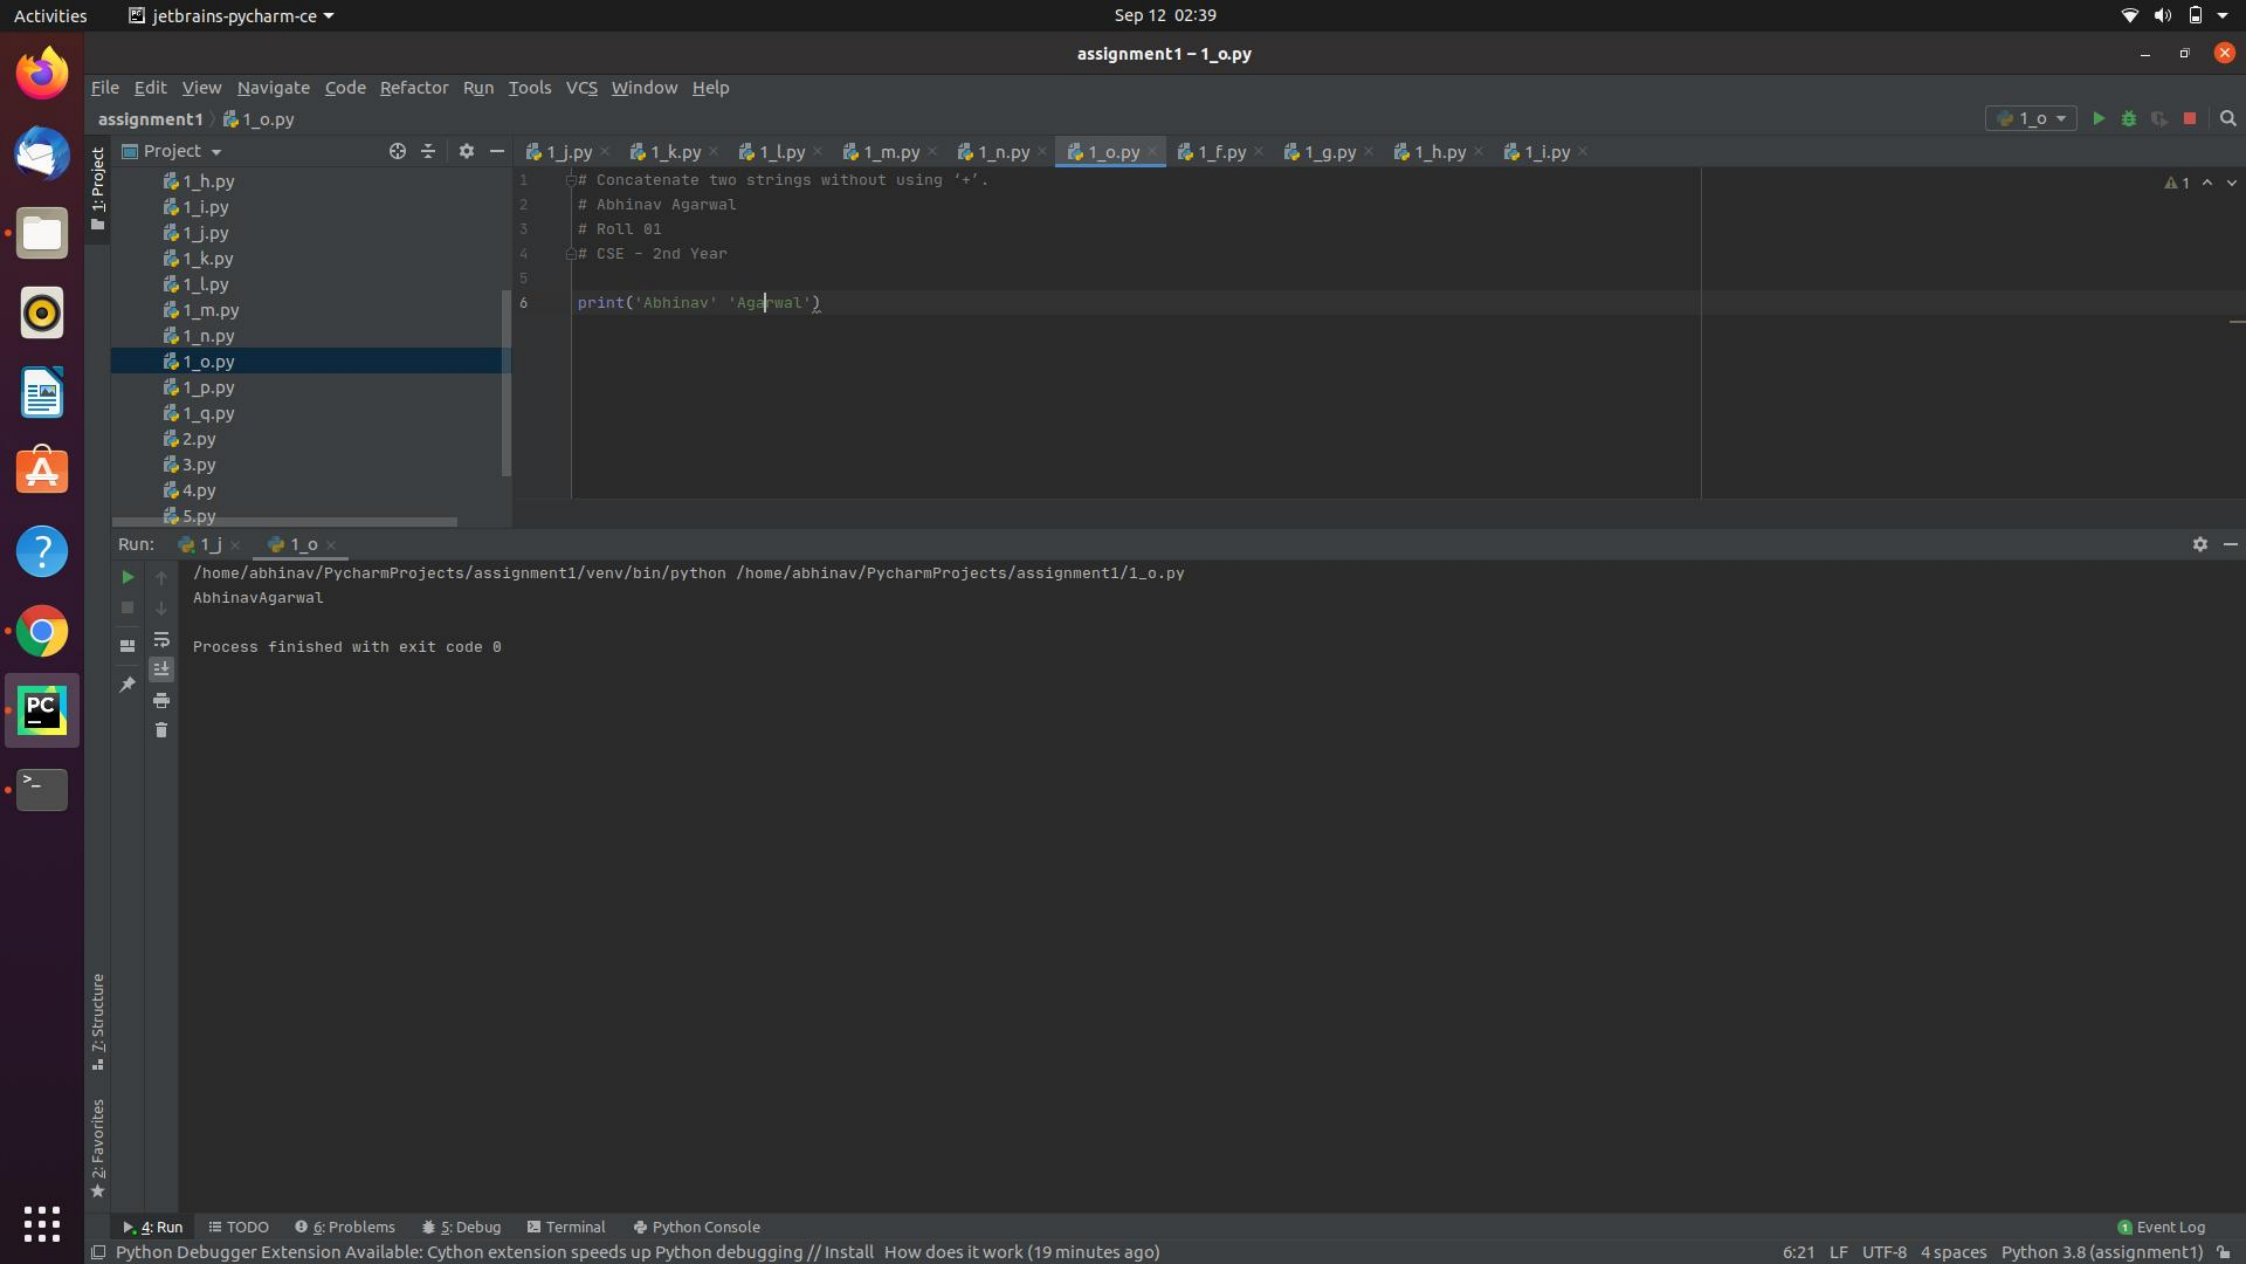 Activities jetbrains-pycharm-ce Sep 12 02:39
assignment1 – 1_o.py
File Edit View Navigate Code Refactor Run Tools VCS Window Help
assignment1 1_o.py 1_o
1: Project
Project
1_j.py 1_k.py 1_l.py 1_m.py 1_n.py 1_o.py 1_f.py 1_g.py 1_h.py 1_i.py
1_h.py
1_i.py
1_j.py
1_k.py
1_l.py
1_m.py
1_n.py
1_o.py
1_p.py
1_q.py
2.py
3.py
4.py
5.py
1 # Concatenate two strings without using ‘+’.
2 # Abhinav Agarwal
3 # Roll 01
4 # CSE – 2nd Year
5
6 print('Abhinav' 'Agarwal')
1
Run: 1_j 1_o
/home/abhinav/PycharmProjects/assignment1/venv/bin/python /home/abhinav/PycharmProjects/assignment1/1_o.py
AbhinavAgarwal
Process finished with exit code 0
PC
7: Structure
2: Favorites
4: Run TODO 6: Problems 5: Debug Terminal Python Console 1 Event Log
Python Debugger Extension Available: Cython extension speeds up Python debugging // Install How does it work (19 minutes ago) 6:21 LF UTF-8 4 spaces Python 3.8 (assignment1)